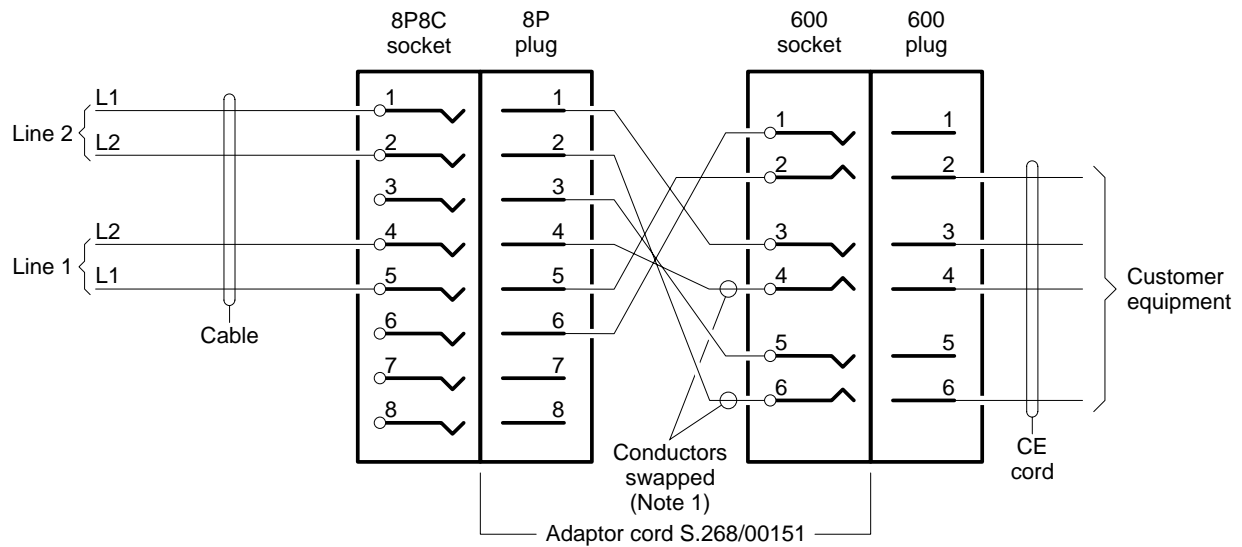 8P8C
socket
8P
plug
600
socket
600
plug
Line 2
L1
L2
Line 1
L2
L1
Cable
1
2
3
4
5
6
7
8
1
2
3
4
5
6
7
8
1
2
3
4
5
6
1
2
3
4
5
6
Conductors
swapped
(Note 1)
CE
cord
Customer
equipment
Adaptor cord S.268/00151